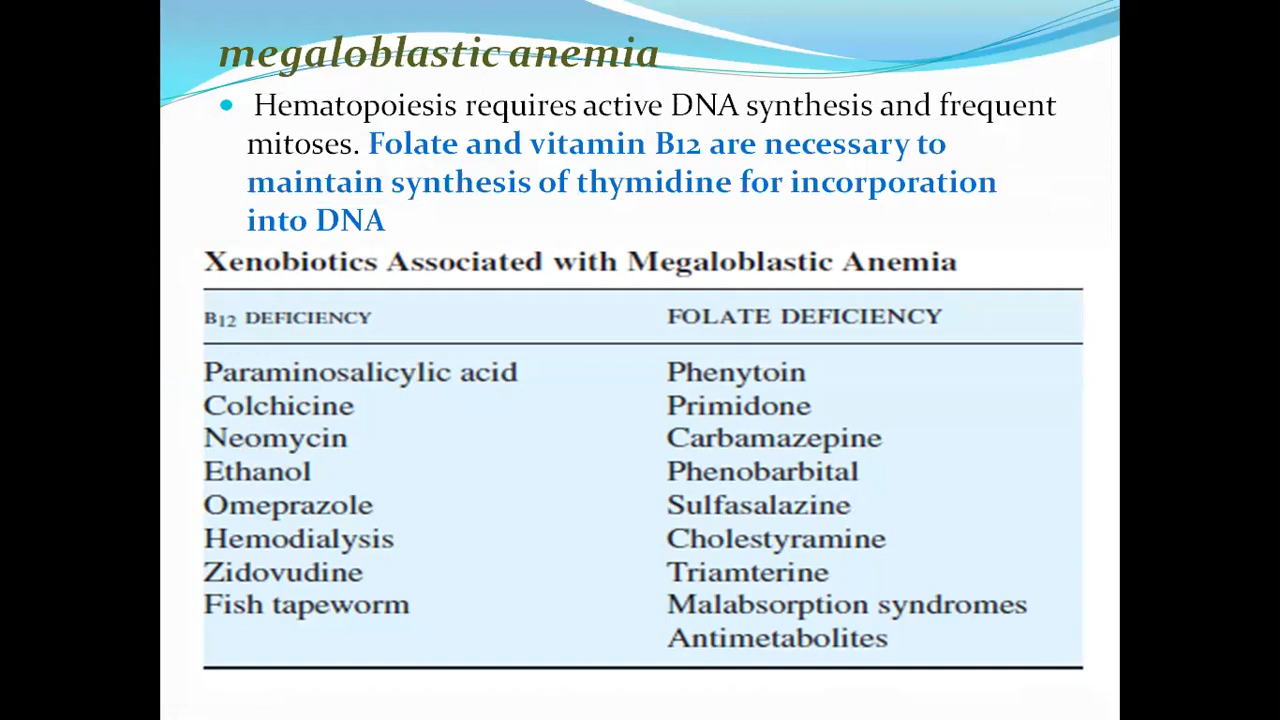 megaloblastic anemia
• Hematopoiesis requires active DNA synthesis and frequent
mitoses. Folate and vitamin B12 are necessary to
maintain synthesis of thymidine for incorporation
into DNA
Xenobiotics Associated with Megaloblastic Anemia
B12 DEFICIENCY FOLATE DEFICIENCY
Paraminosalicylic acid Phenytoin
Colchicine Primidone
Neomycin Carbamazepine
Ethanol Phenobarbital
Omeprazole Sulfasalazine
Hemodialysis Cholestyramine
Zidovudine Triamterine
Fish tapeworm Malabsorption syndromes
Antimetabolites